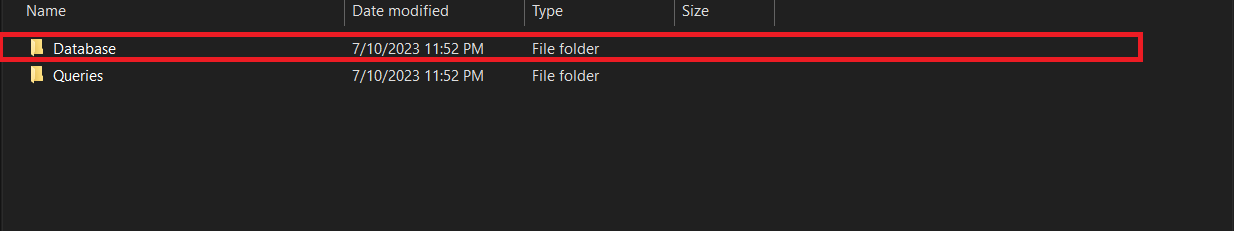 Name Date modified Type Size
Database 7/10/2023 11:52 PM File folder
Queries 7/10/2023 11:52 PM File folder